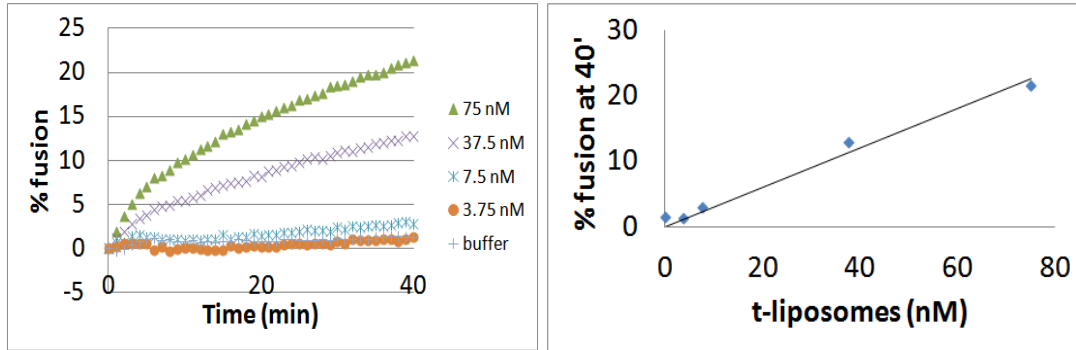 25
20
15
10
5
0
-5
% fusion
0
20
40
Time (min)
75 nM
37.5 nM
7.5 nM
3.75 nM
buffer
30
20
10
0
% fusion at 40'
0
20
40
60
80
t-liposomes (nM)